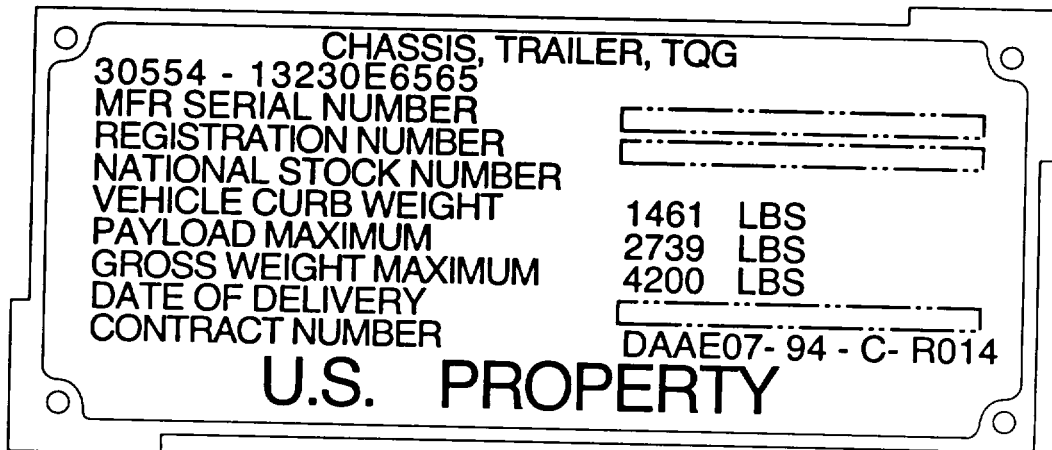 CHASSIS, TRAILER, TQG
30554 - 13230E6565
MFR SERIAL NUMBER
REGISTRATION NUMBER
NATIONAL STOCK NUMBER
VEHICLE CURB WEIGHT 1461 LBS
PAYLOAD MAXIMUM 2739 LBS
GROSS WEIGHT MAXIMUM 4200 LBS
DATE OF DELIVERY
CONTRACT NUMBER DAAE07- 94 - C- R014
U.S. PROPERTY